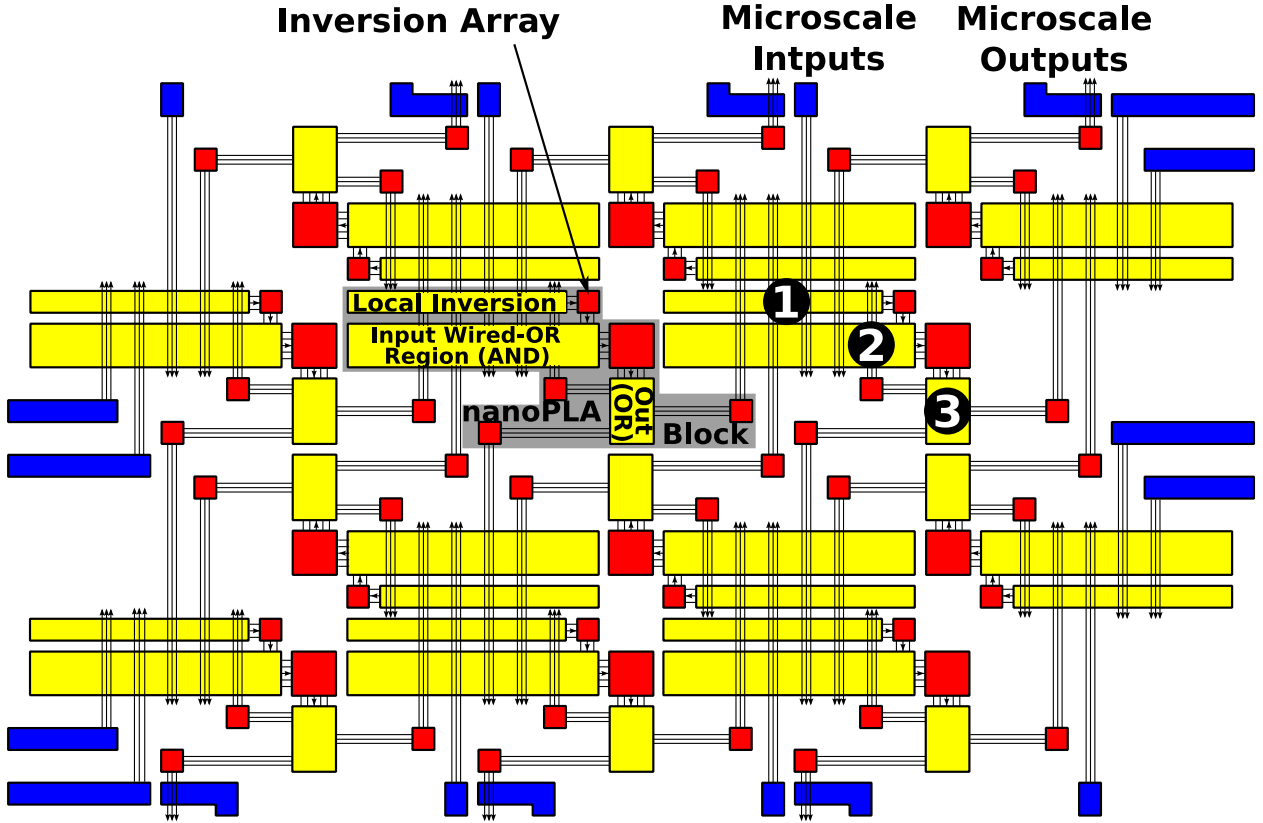 Inversion Array
Microscale
Intputs
Microscale
Outputs
Local Inversion
1
Input Wired-OR
Region (AND)
2
Out
(OR)
3
nanoPLA
Block